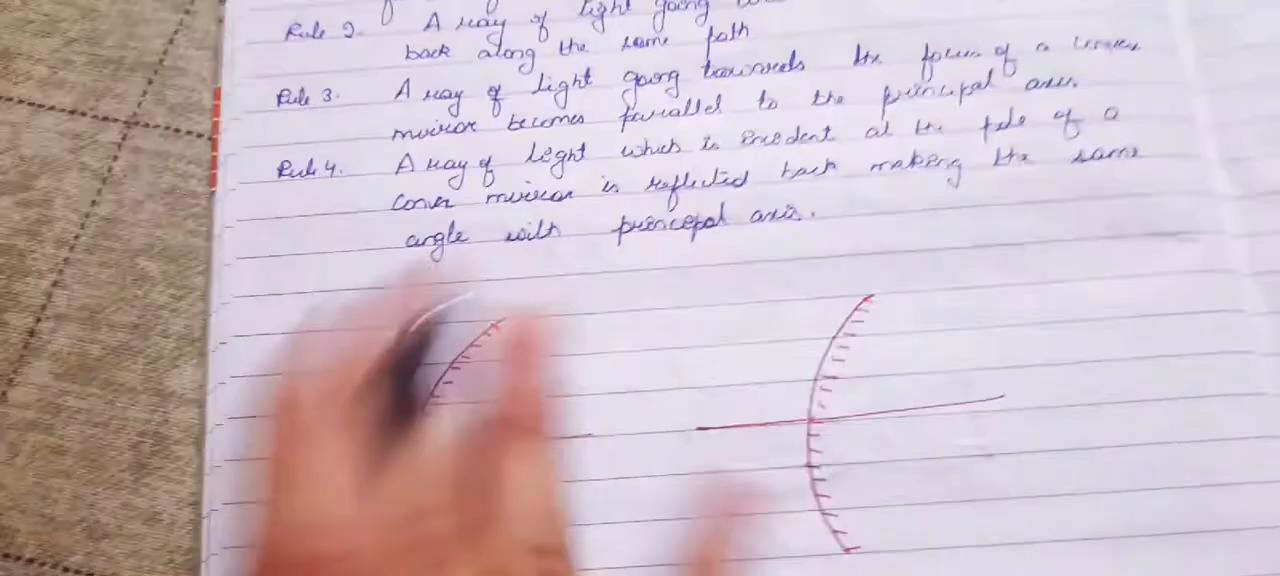 Rule 2. A ray of light going
back along the same path
Rule 3. A ray of light going towards the focus of a convex
mirror becomes parallel to the principal axis.
Rule 4. A ray of light which is incedent at the pole of a
convex mirror is reflected back making the same
angle with princepal axis.